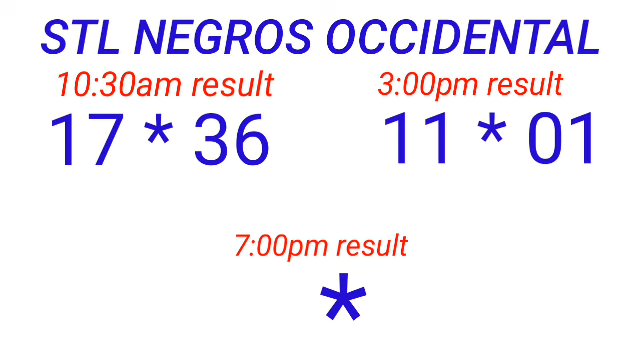 STL NEGROS OCCIDENTAL
10:30am result 3:00pm result
17 * 36 11 * 01
7:00pm result
*